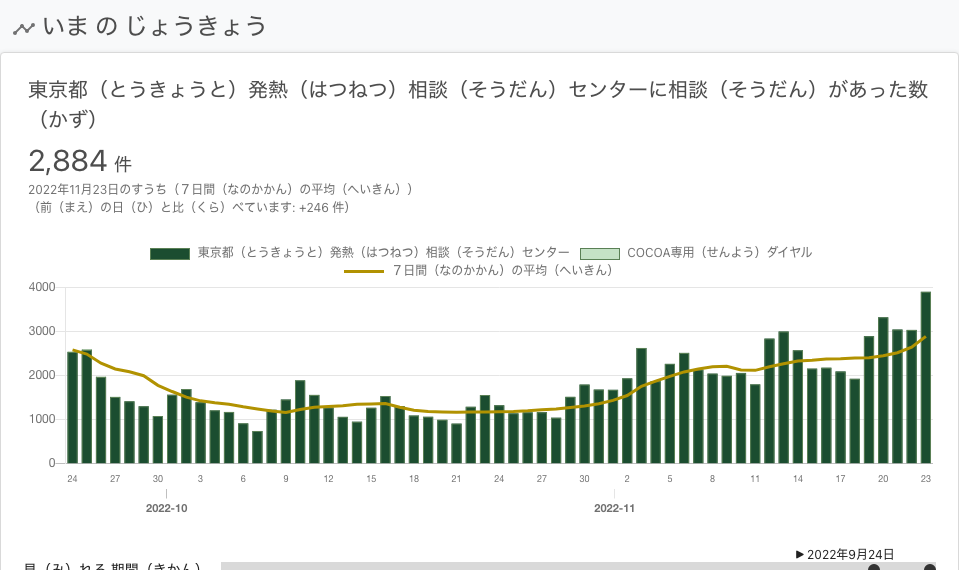 いま の じょうきょう
東京都（とうきょうと）発熱（はつねつ）相談（そうだん）センターに相談（そうだん）があった数
（かず）
2,884 件
2022年11月23日のすうち（７日間（なのかかん）の平均（へいきん））
（前（まえ）の日（ひ）と比（くら）べています: +246 件）
東京都（とうきょうと）発熱（はつねつ）相談（そうだん）センター COCOA専用（せんよう）ダイヤル
７日間（なのかかん）の平均（へいきん）
4000
3000
2000
1000
0
24 27 30 3 6 9 12 15 18 21 24 27 30 2 5 8 11 14 17 20 23
2022-10 2022-11
▶ 2022年9月24日
見（み）れる 期間（きかん）